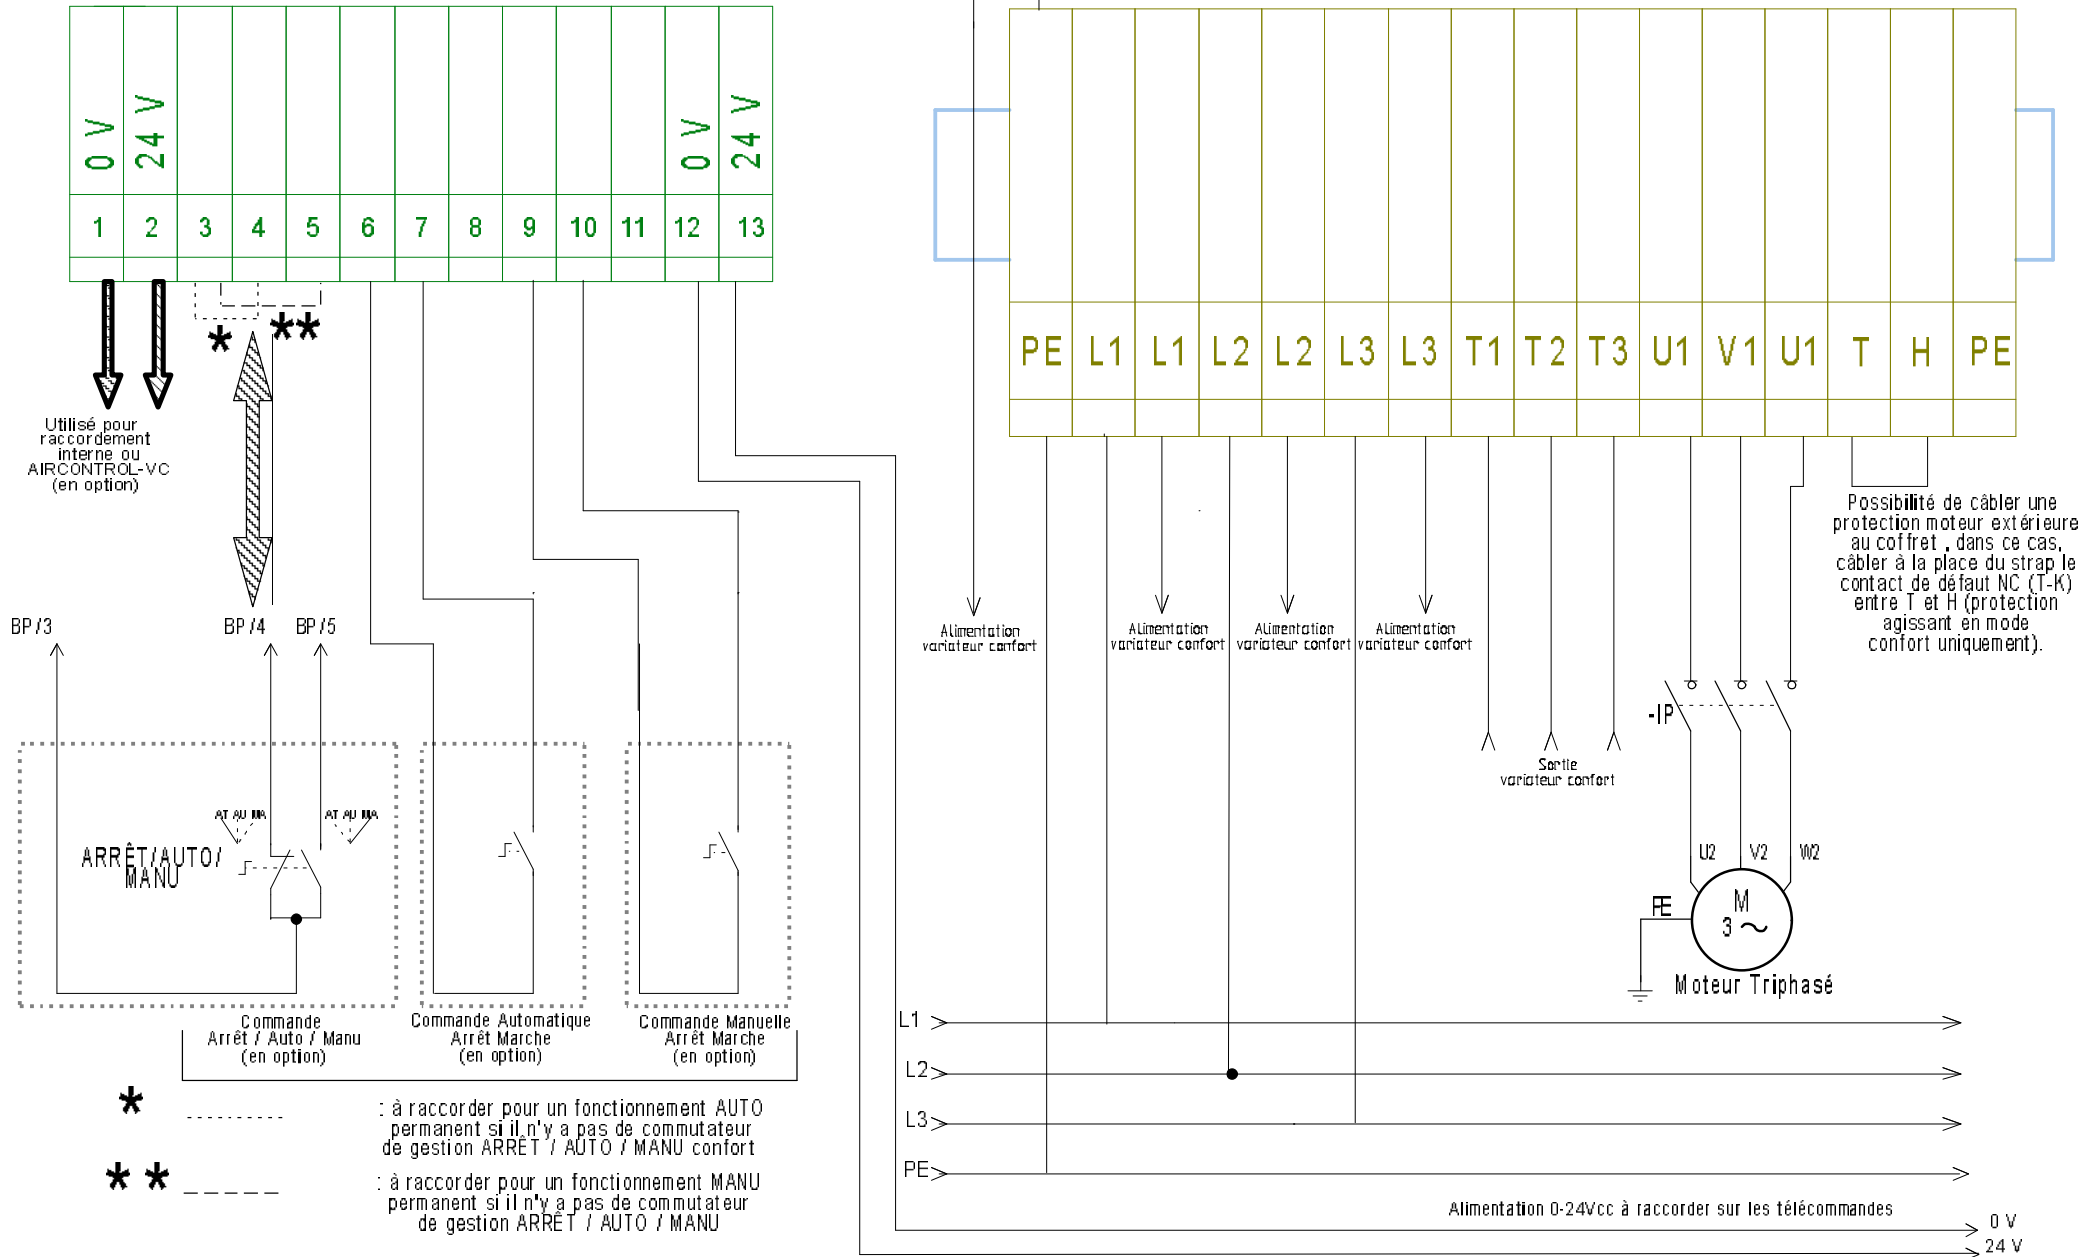 0 V
24 V
0 V
24 V
1 2 3 4 5 6 7 8 9 10 11 12 13
* **
Utilisé pour
raccordement
interne ou
AIRCONTROL-VC
(en option)
BP/3
BP/4
BP/5
AT AU MA
AT AU MA
ARRÊT/AUTO/
MANU
Commande
Arrêt / Auto / Manu
(en option)
Commande Automatique
Arrêt Marche
(en option)
Commande Manuelle
Arrêt Marche
(en option)
*
: à raccorder pour un fonctionnement AUTO
permanent si il n'y a pas de commutateur
de gestion ARRÊT / AUTO / MANU confort
**
: à raccorder pour un fonctionnement MANU
permanent si il n'y a pas de commutateur
de gestion ARRÊT / AUTO / MANU
PE L1 L1 L2 L2 L3 L3 T1 T2 T3 U1 V1 U1 T H PE
Alimentation
variateur confort
Alimentation
variateur confort
Alimentation
variateur confort
Alimentation
variateur confort
Sortie
variateur confort
Possibilité de câbler une
protection moteur extérieure
au coffret , dans ce cas,
câbler à la place du strap le
contact de défaut NC (T-K)
entre T et H (protection
agissant en mode
confort uniquement).
-IP
U2
V2
W2
PE
M
3 ~
Moteur Triphasé
L1
L2
L3
PE
Alimentation 0-24Vcc à raccorder sur les télécommandes
0 V
24 V